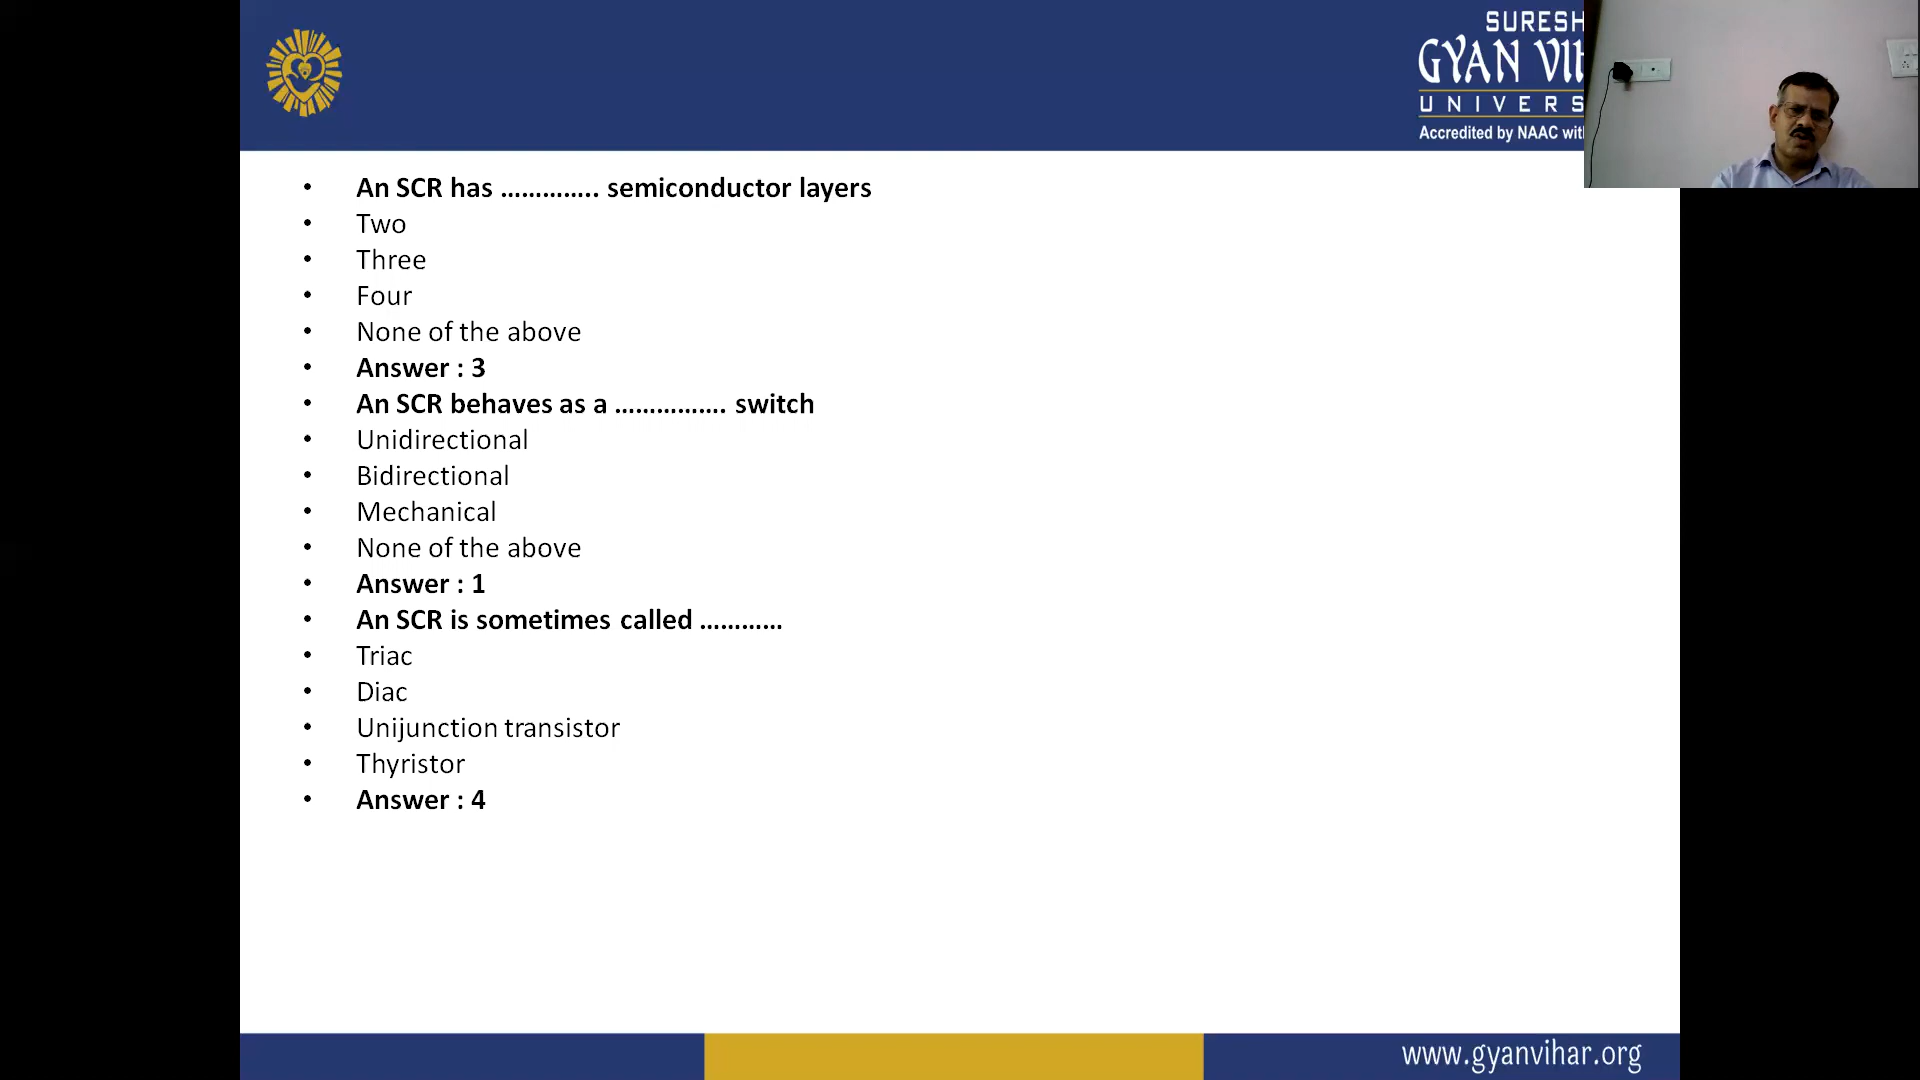 SURESH
GYAN
UNIVERS
Accredited by NAAC with
• An SCR has ………….. semiconductor layers
• Two
• Three
• Four
• None of the above
• Answer : 3
• An SCR behaves as a ……………. switch
• Unidirectional
• Bidirectional
• Mechanical
• None of the above
• Answer : 1
• An SCR is sometimes called …………
• Triac
• Diac
• Unijunction transistor
• Thyristor
• Answer : 4
www.gyanvihar.org